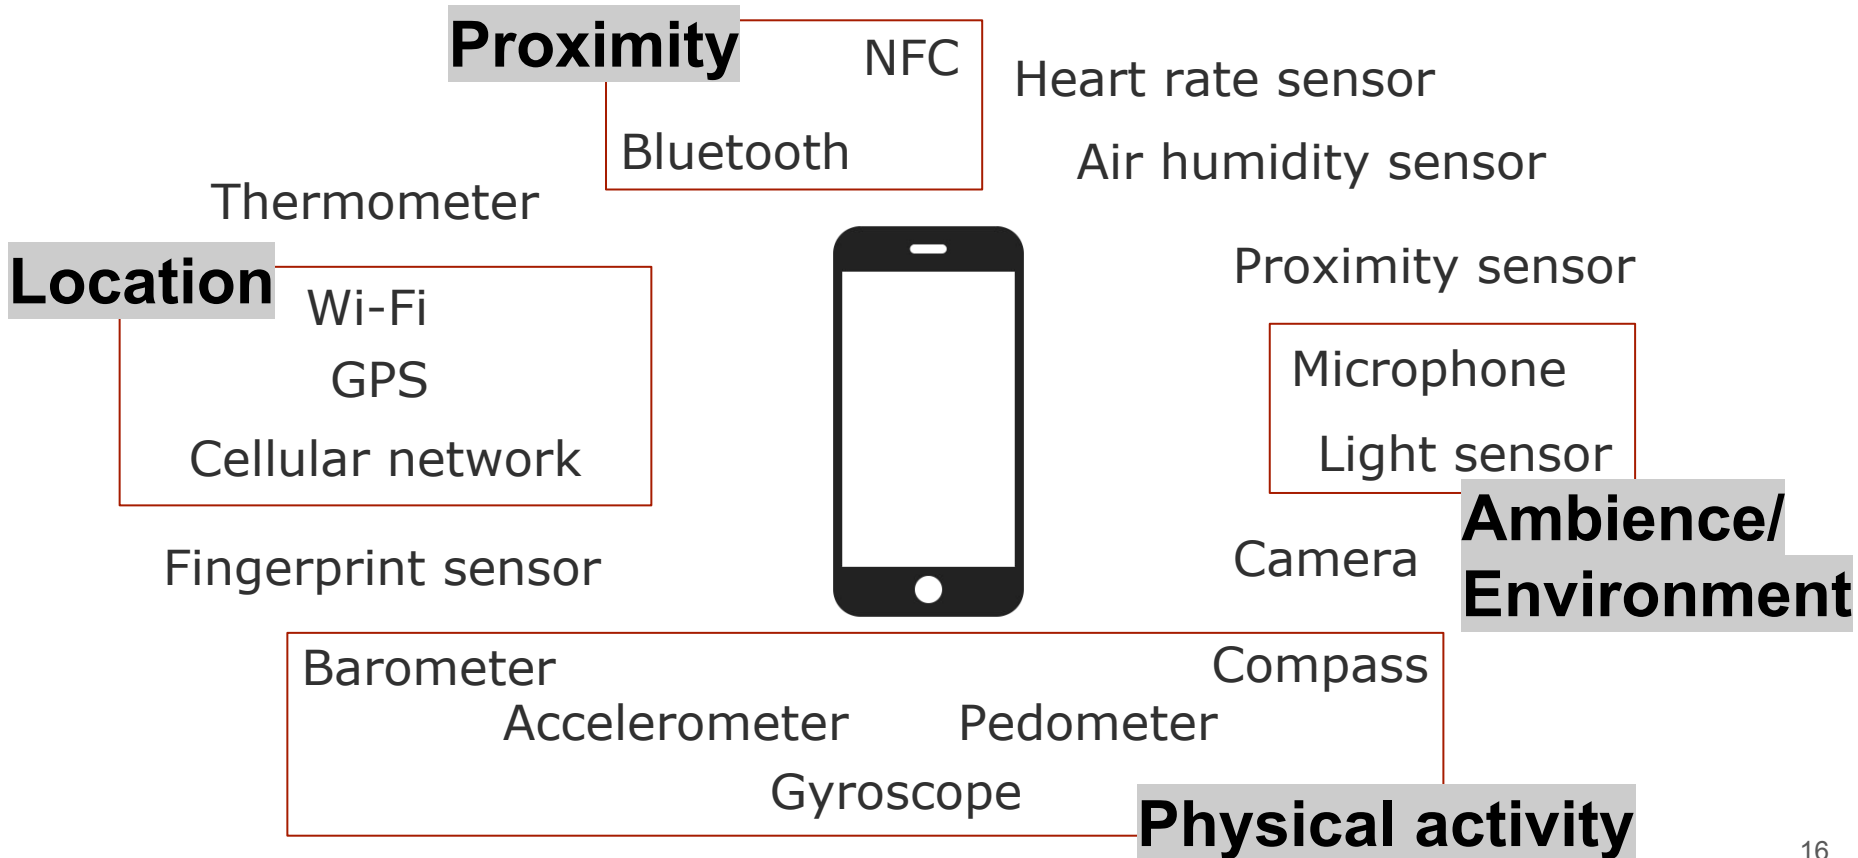 Proximity
NFC
Heart rate sensor
Bluetooth
Air humidity sensor
Thermometer
Proximity sensor
Location
Wi-Fi
GPS
Cellular network
Microphone
Light sensor
Ambience/
Environment
Fingerprint sensor
Camera
Barometer
Compass
Accelerometer
Pedometer
Gyroscope
Physical activity
16